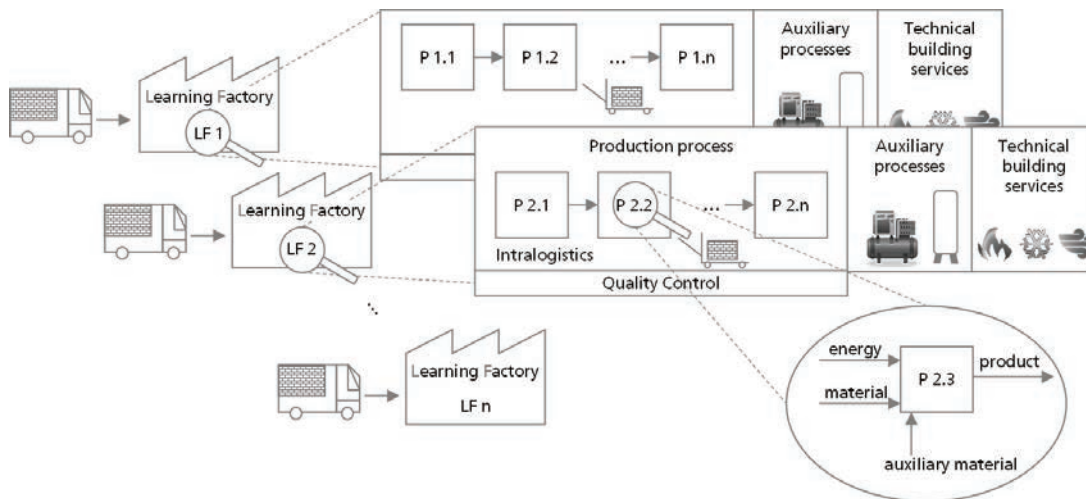 P 1.1
P 1.2
...
P 1.n
Auxiliary
processes
Technical
building
services
Learning Factory
LF 1
Production process
P 2.1
P 2.2
...
P 2.n
Intralogistics
Quality Control
Auxiliary
processes
Technical
building
services
Learning Factory
LF 2
Learning Factory
LF n
energy
material
P 2.3
product
auxiliary material